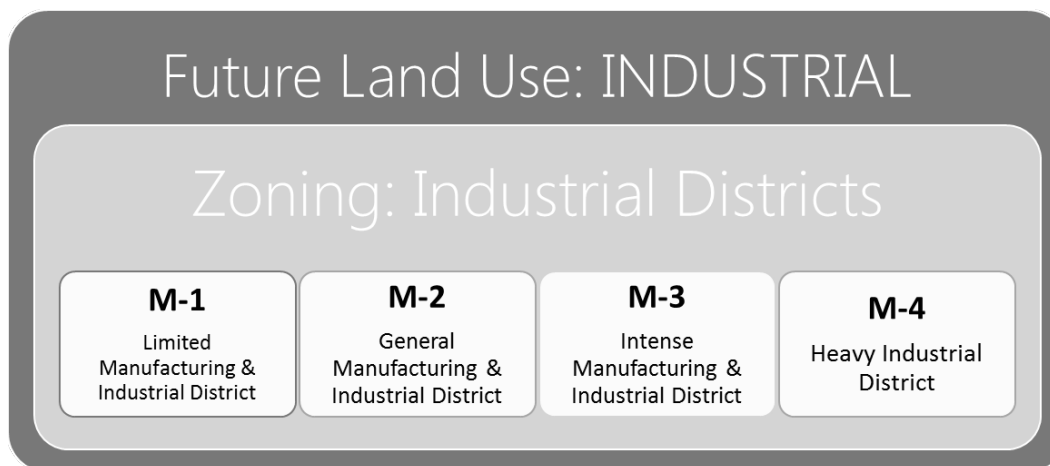 Future Land Use: INDUSTRIAL
Zoning: Industrial Districts
M-1
Limited
Manufacturing &
Industrial District
M-2
General
Manufacturing &
Industrial District
M-3
Intense
Manufacturing &
Industrial District
M-4
Heavy Industrial
District